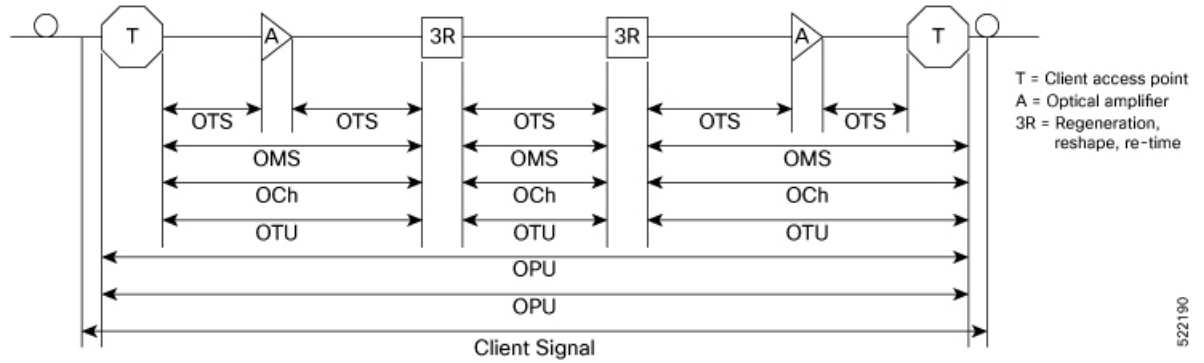 T A 3R 3R A T
T = Client access point
A = Optical amplifier
3R = Regeneration,
reshape, re-time
OTS OTS OTS OTS OTS
OMS OMS OMS
OCh OCh OCh
OTU OTU OTU
OPU
OPU
Client Signal
522190